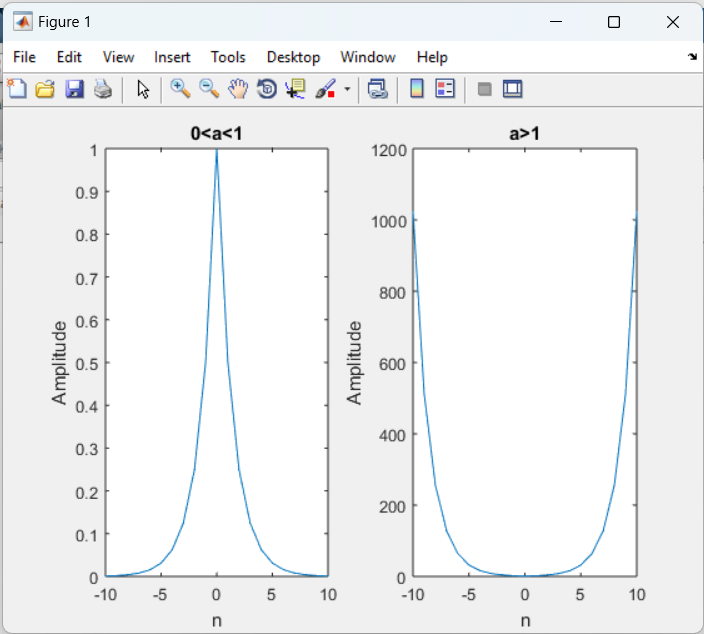 Figure 1
File Edit View Insert Tools Desktop Window Help
0<a<1
1
0.9
0.8
0.7
0.6
0.5
0.4
0.3
0.2
0.1
0
-10 -5 0 5 10
Amplitude
n
a>1
1200
1000
800
600
400
200
0
-10 -5 0 5 10
Amplitude
n